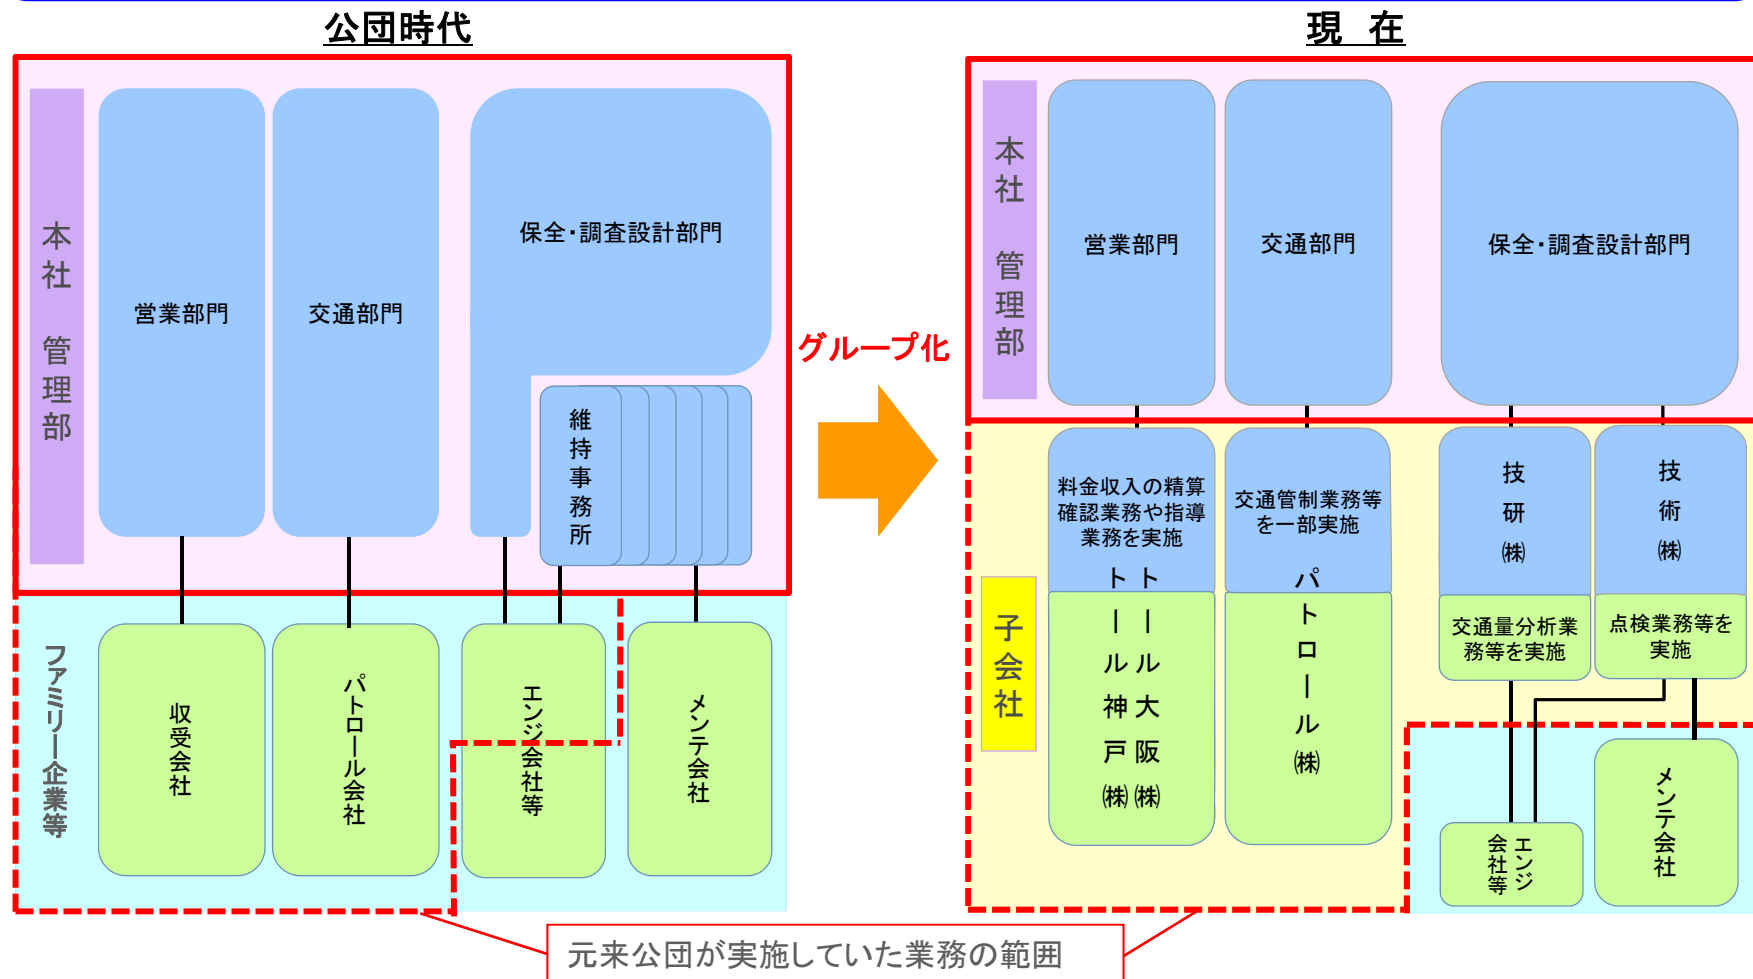 公団時代
本社 管理部
営業部門
交通部門
保全・調査設計部門
維持事務所
ファミリー企業等
収受会社
パトロール会社
エンジ会社等
メンテ会社
グループ化
現 在
本社 管理部
営業部門
交通部門
保全・調査設計部門
子会社
料金収入の精算
確認業務や指導
業務を実施
トール大阪㈱
トール神戸㈱
交通管制業務等
を一部実施
パトロール㈱
技研㈱
交通量分析業
務等を実施
技術㈱
点検業務等を
実施
エンジ
会社等
メンテ会社
元来公団が実施していた業務の範囲